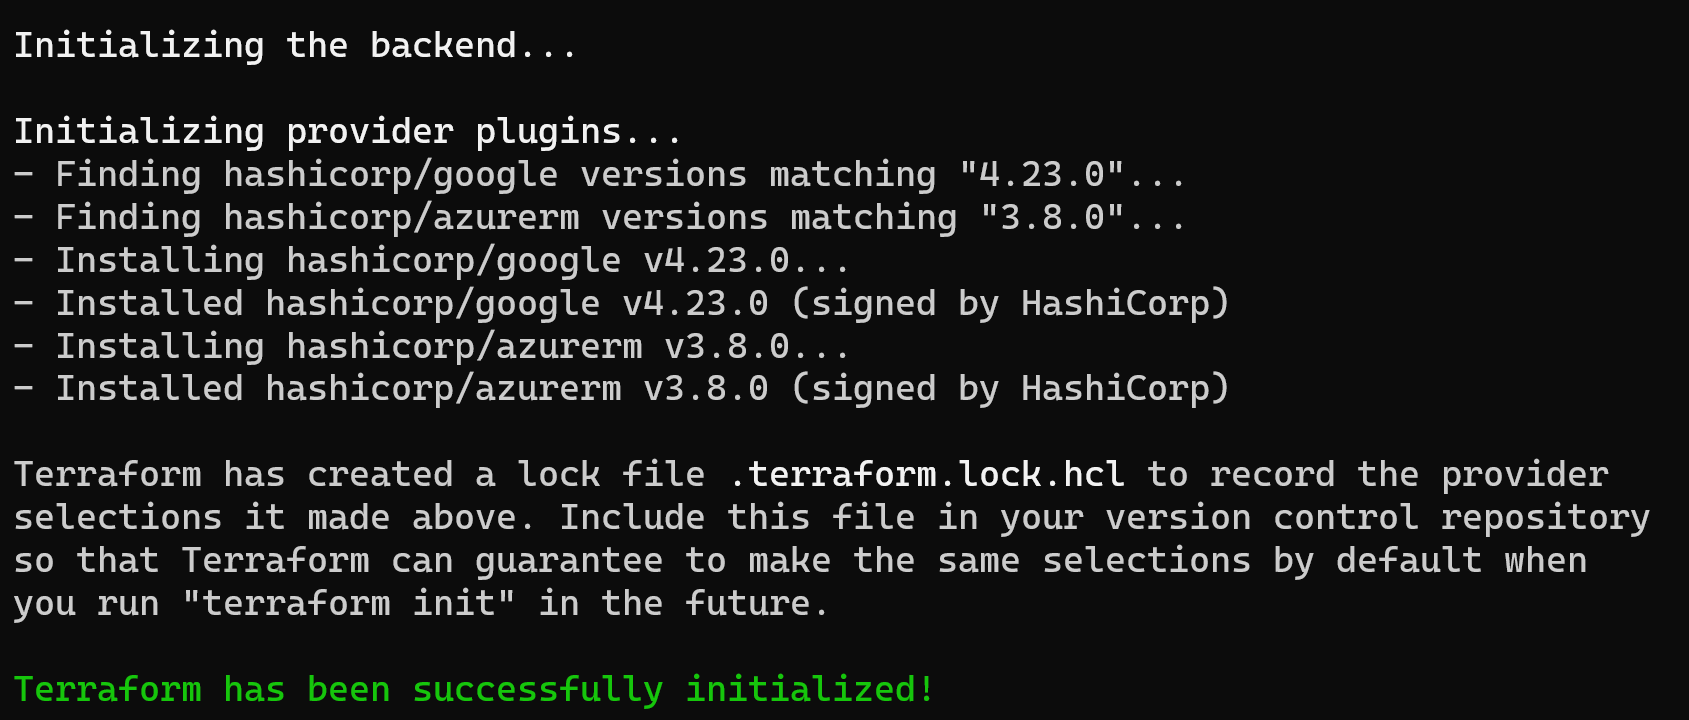 Initializing the backend...
Initializing provider plugins...
- Finding hashicorp/google versions matching "4.23.0"...
- Finding hashicorp/azurerm versions matching "3.8.0"...
- Installing hashicorp/google v4.23.0...
- Installed hashicorp/google v4.23.0 (signed by HashiCorp)
- Installing hashicorp/azurerm v3.8.0...
- Installed hashicorp/azurerm v3.8.0 (signed by HashiCorp)
Terraform has created a lock file .terraform.lock.hcl to record the provider
selections it made above. Include this file in your version control repository
so that Terraform can guarantee to make the same selections by default when
you run "terraform init" in the future.
Terraform has been successfully initialized!